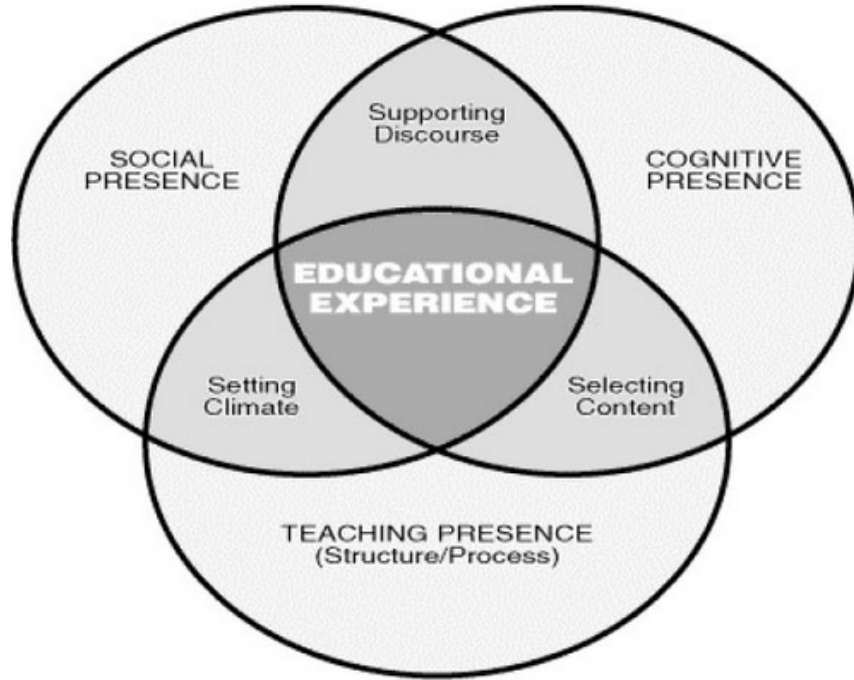 Supporting
Discourse
SOCIAL
PRESENCE
COGNITIVE
PRESENCE
EDUCATIONAL
EXPERIENCE
Setting
Climate
Selecting
Content
TEACHING PRESENCE
(Structure/Process)